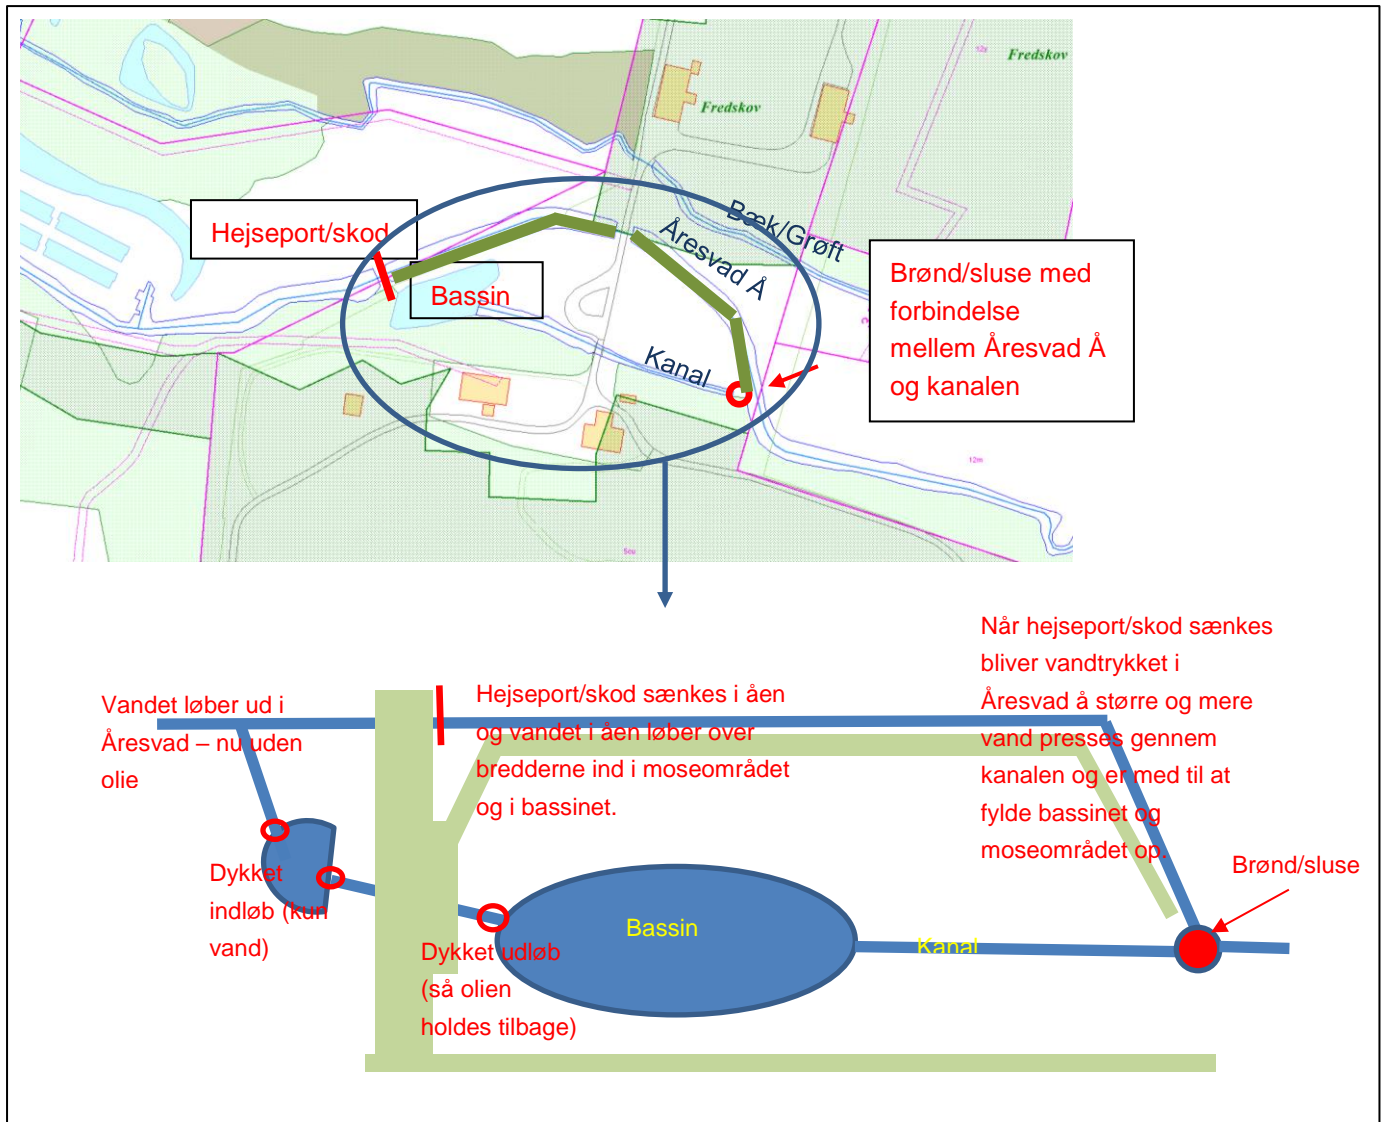 12s
Fredskov
Fredskov
Hejseport/skod
Bæk/Grøft
Åresvad Å
Bassin
Brønd/sluse med
forbindelse
mellem Åresvad Å
og kanalen
Kanal
12m
Når hejseport/skod sænkes
bliver vandtrykket i
Åresvad å større og mere
vand presses gennem
kanalen og er med til at
fylde bassinet og
moseområdet op.
Vandet løber ud i
Åresvad – nu uden
olie
Hejseport/skod sænkes i åen
og vandet i åen løber over
bredderne ind i moseområdet
og i bassinet.
Brønd/sluse
Dykket
indløb (kun
vand)
Bassin
Kanal
Dykket udløb
(så olien
holdes tilbage)